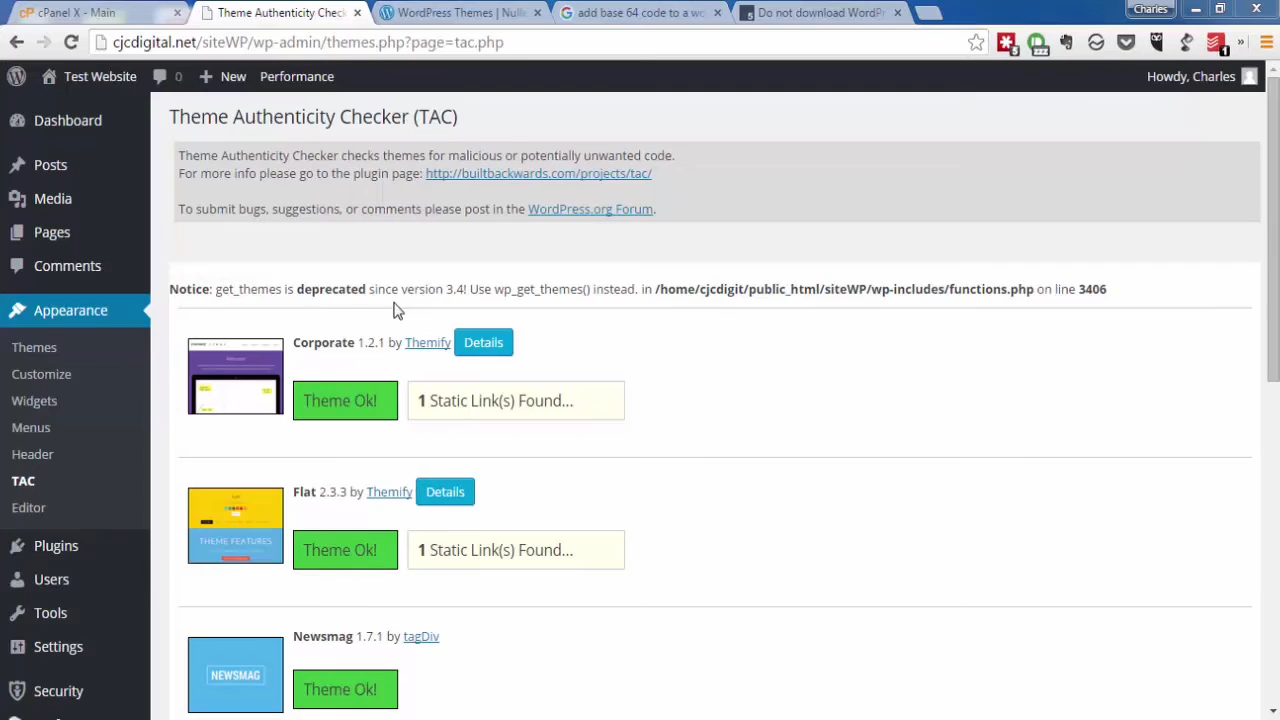 cPanel X - Main
Theme Authenticity Checker
WordPress Themes | Nulle
add base 64 code to a wo
Do not download WordPr
Charles
cjcdigital.net/siteWP/wp-admin/themes.php?page=tac.php
Test Website
0
New
Performance
Howdy, Charles
Dashboard
Posts
Media
Pages
Comments
Appearance
Themes
Customize
Widgets
Menus
Header
TAC
Editor
Plugins
Users
Tools
Settings
Security
Theme Authenticity Checker (TAC)
Theme Authenticity Checker checks themes for malicious or potentially unwanted code.
For more info please go to the plugin page: http://builtbackwards.com/projects/tac/
To submit bugs, suggestions, or comments please post in the WordPress.org Forum.
Notice: get_themes is deprecated since version 3.4! Use wp_get_themes() instead. in /home/cjcdigit/public_html/siteWP/wp-includes/functions.php on line 3406
Corporate 1.2.1 by Themify Details
Theme Ok! 1 Static Link(s) Found...
Flat 2.3.3 by Themify Details
THEME FEATURES
Theme Ok! 1 Static Link(s) Found...
Newsmag 1.7.1 by tagDiv
NEWSMAG
Theme Ok!